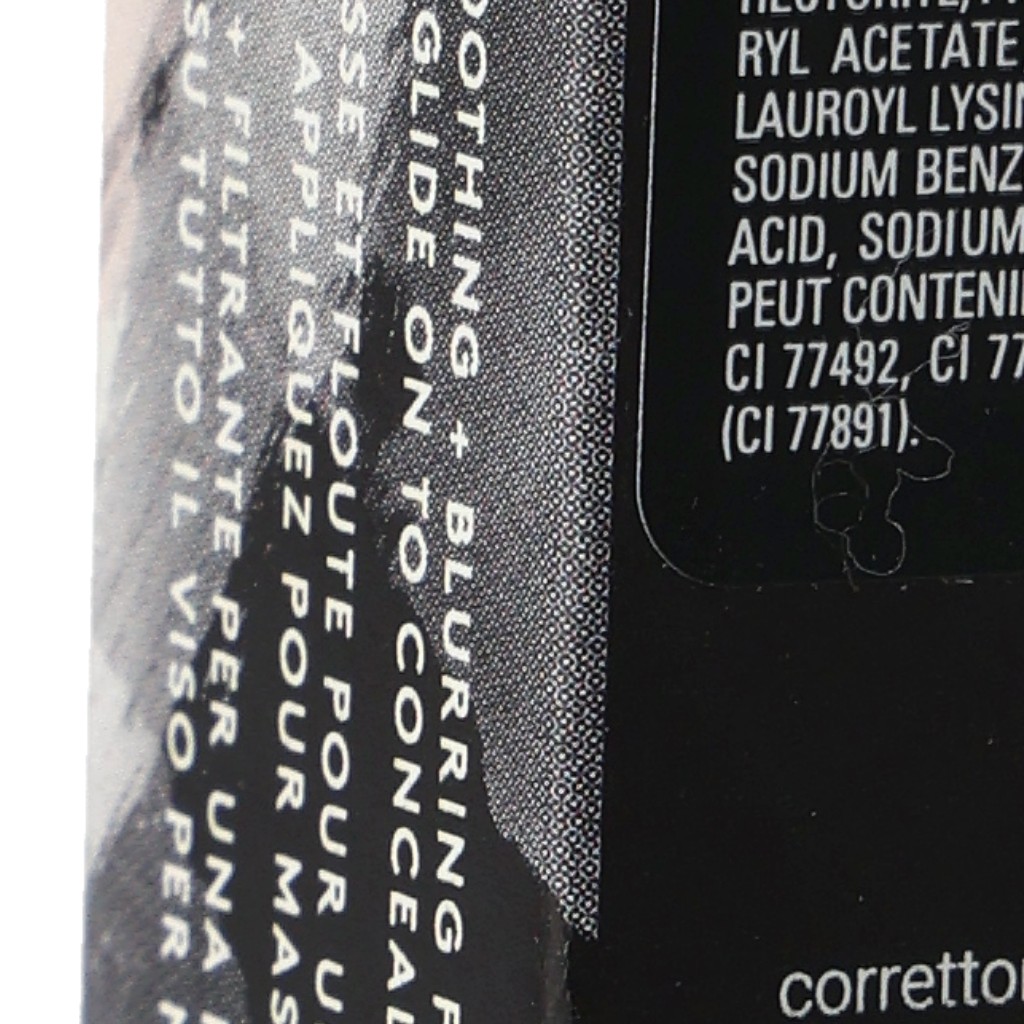 OOTHING + BLURRING
GLIDE ON TO CONCEAL
SSE ET FLOUTE POUR
APPLIQUEZ POUR MAS
+ FILTRANTE PER UNA
SU TUTTO IL VISO PER
RYL ACETATE
LAUROYL LYSIN
SODIUM BENZ
ACID, SODIUM
PEUT CONTENI
CI 77492, CI 77
(CI 77891).
corretto